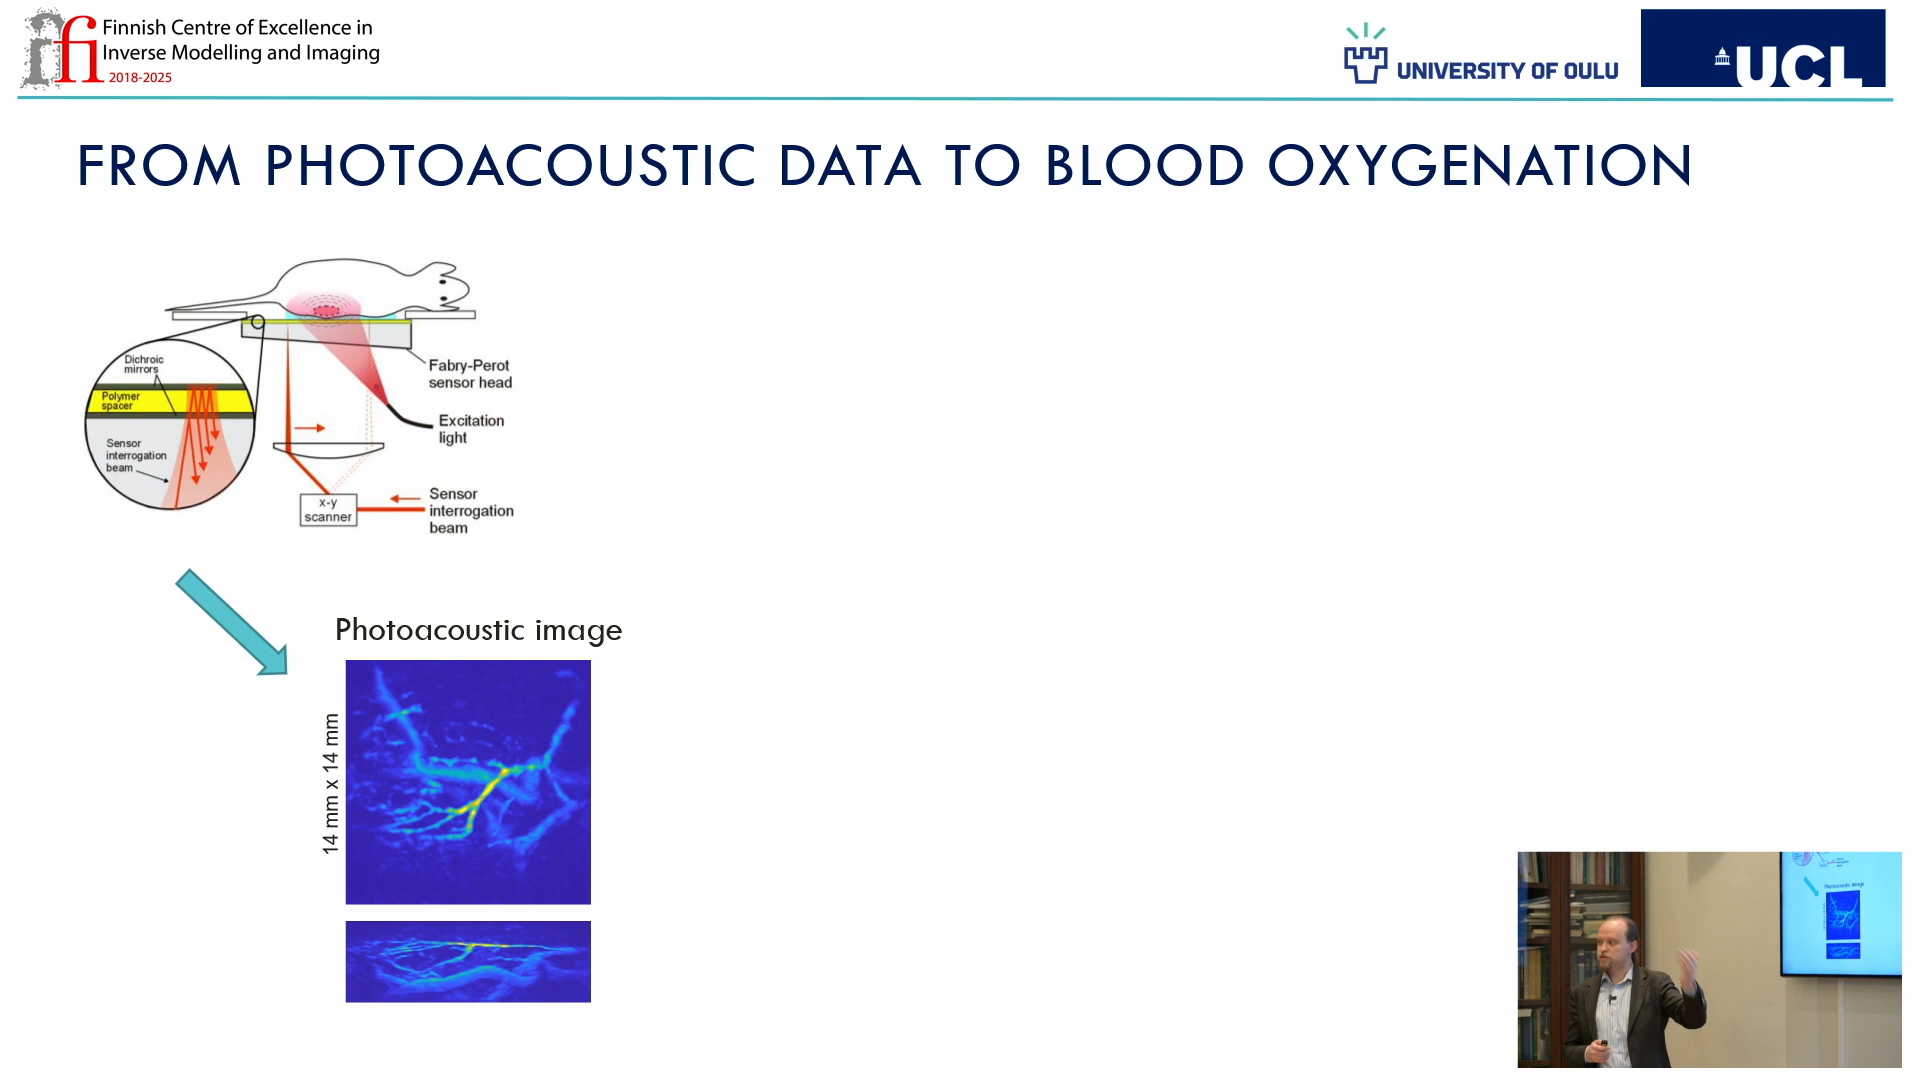 Finnish Centre of Excellence in
Inverse Modelling and Imaging
2018-2025
UNIVERSITY OF OULU
UCL
FROM PHOTOACOUSTIC DATA TO BLOOD OXYGENATION
Dichroic
mirrors
Polymer
spacer
Sensor
interrogation
beam
Fabry-Perot
sensor head
Excitation
light
x-y
scanner
Sensor
interrogation
beam
Photoacoustic image
14 mm x 14 mm
Photoacoustic image